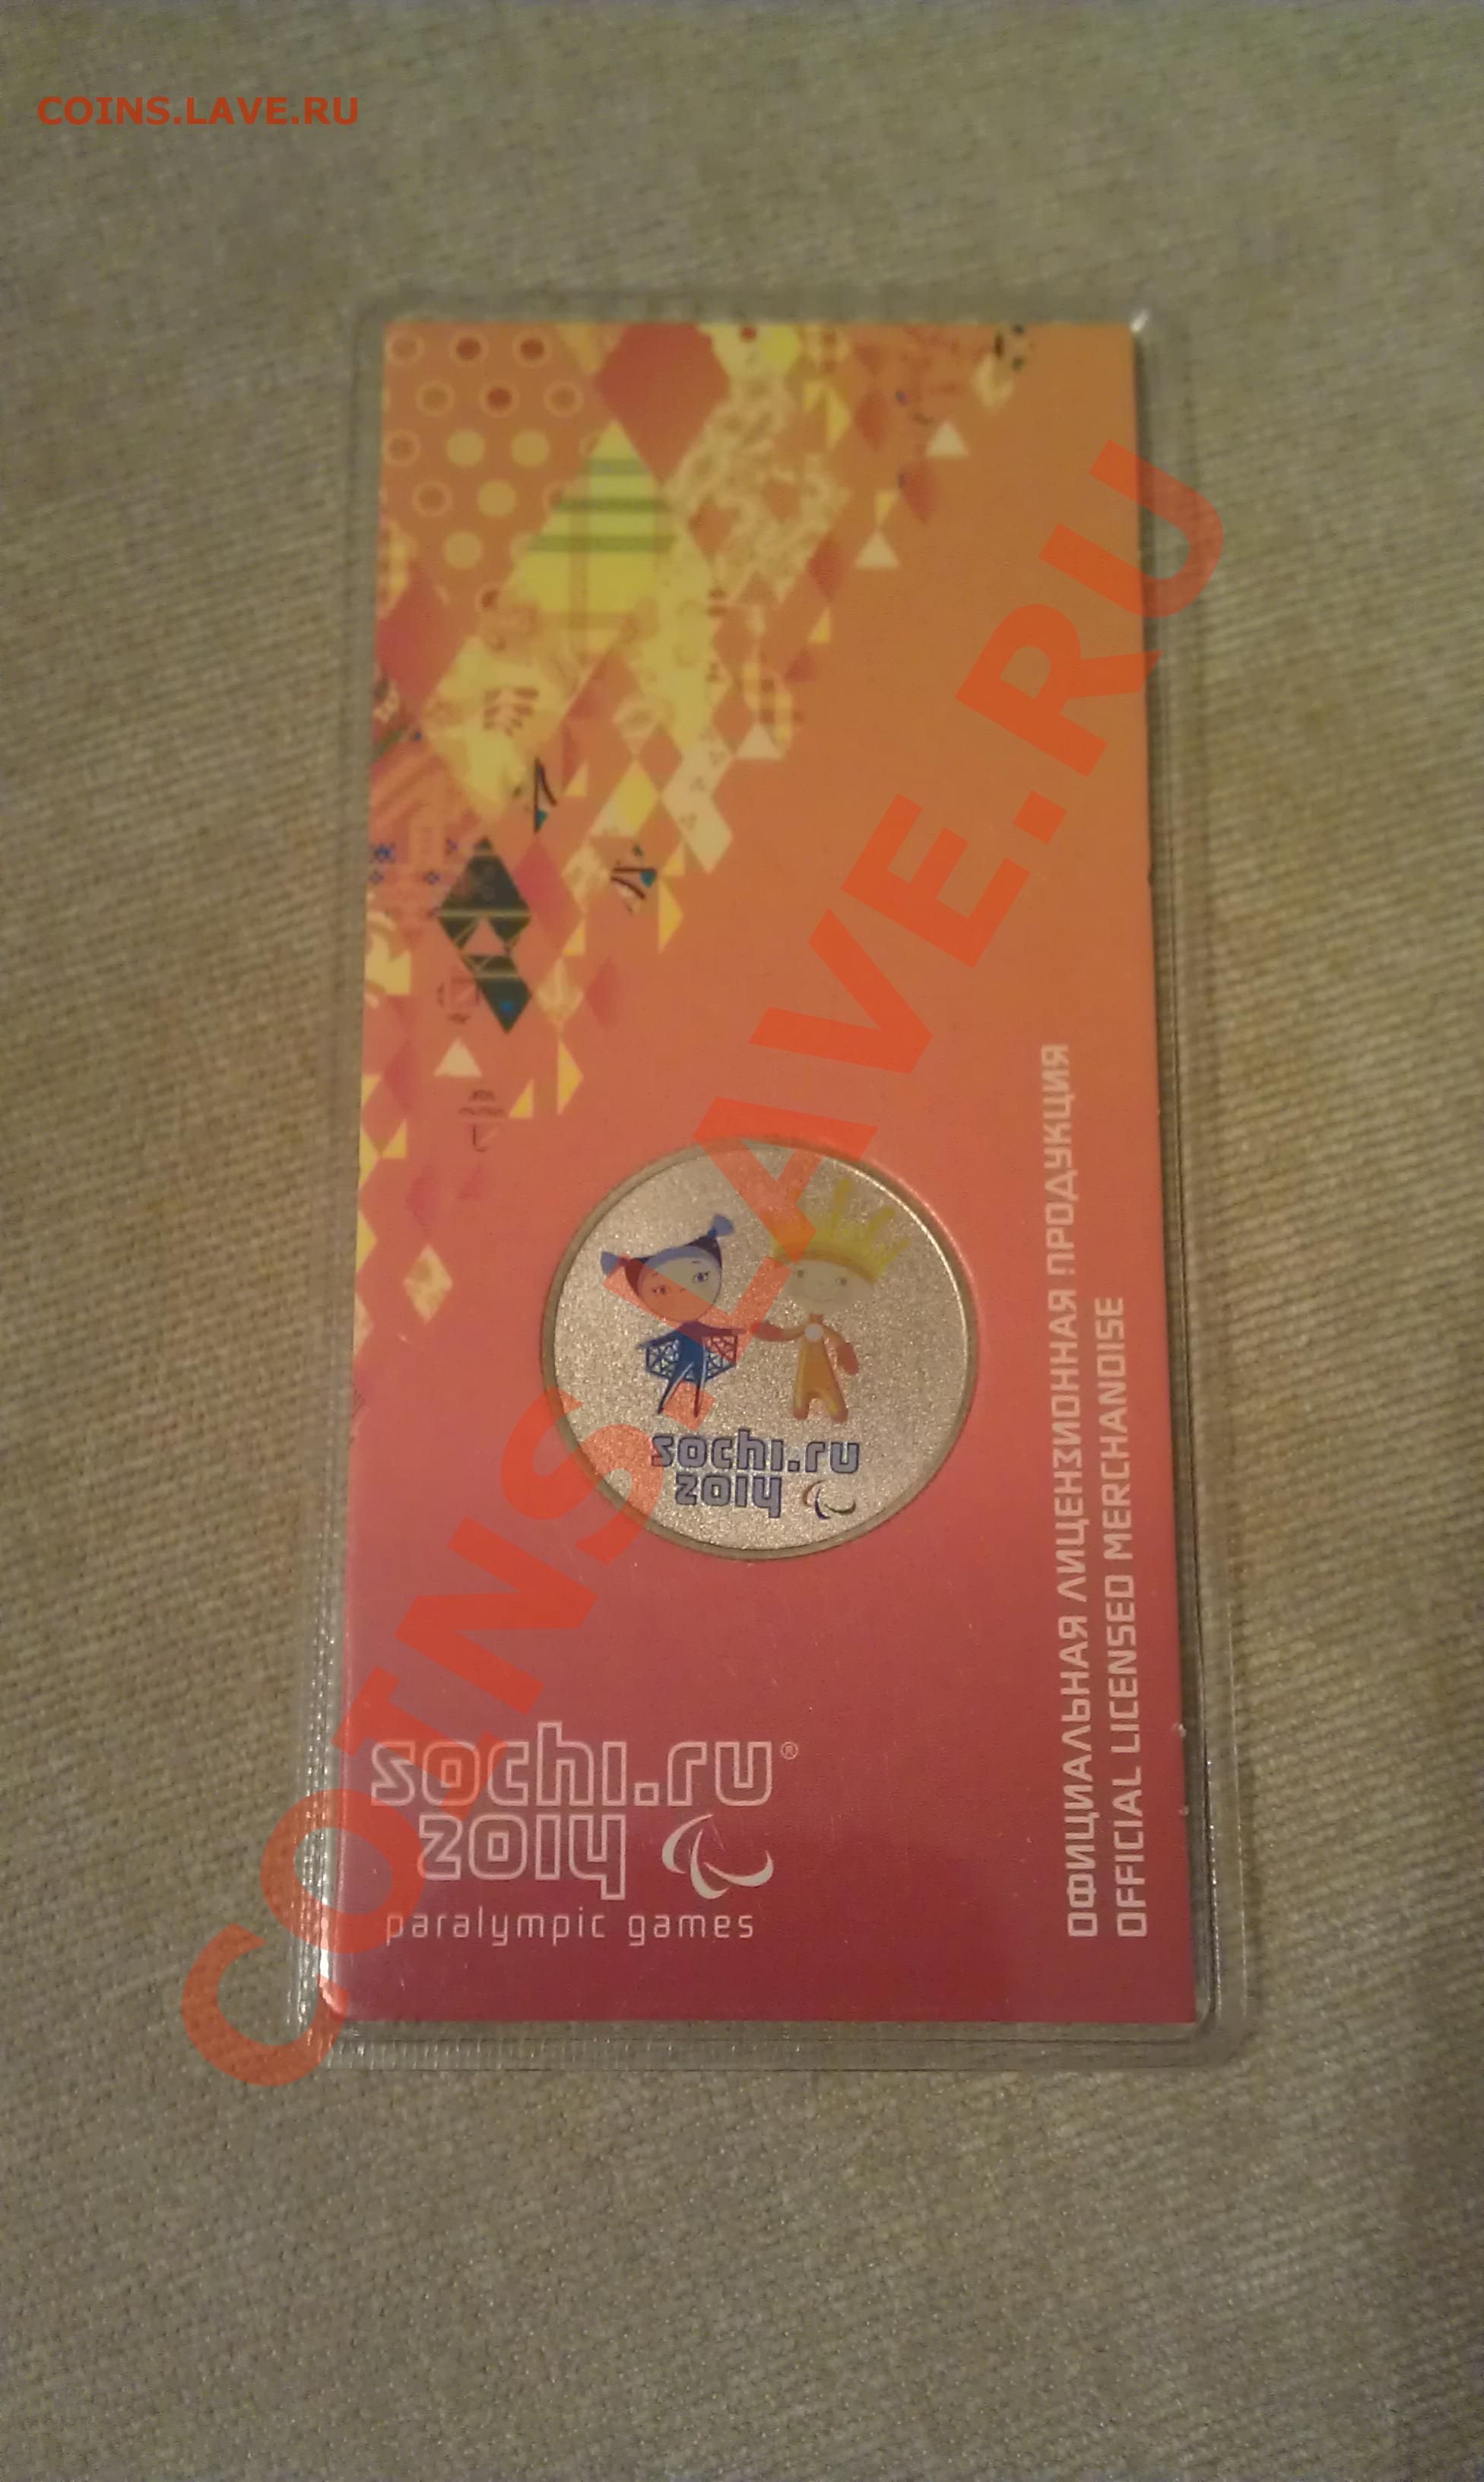 COINS.LAVE.RU
COINS.LAVE.RU
sochi.ru
2014
sochi.ru®
2014
paralympic games
ОФИЦИАЛЬНАЯ ЛИЦЕНЗИОННАЯ ПРОДУКЦИЯ
OFFICIAL LICENSED MERCHANDISE